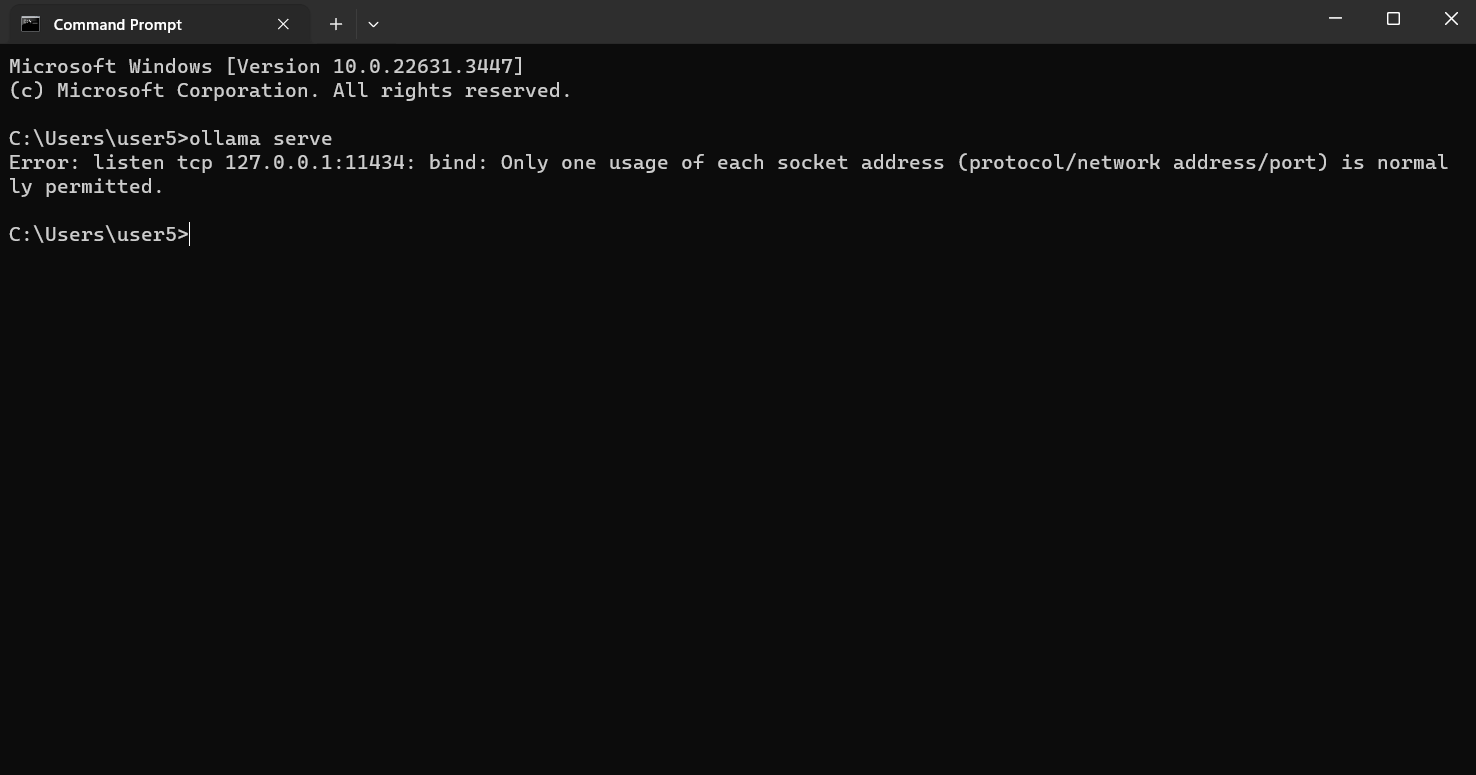 Command Prompt
Microsoft Windows [Version 10.0.22631.3447]
(c) Microsoft Corporation. All rights reserved.
C:\Users\user5>ollama serve
Error: listen tcp 127.0.0.1:11434: bind: Only one usage of each socket address (protocol/network address/port) is normal
ly permitted.
C:\Users\user5>